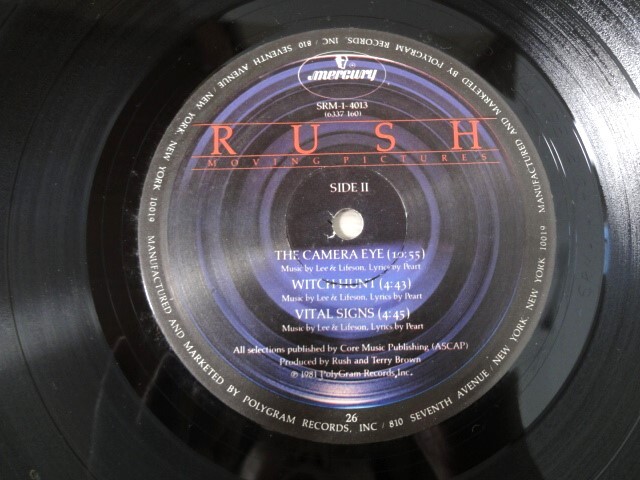 mercury
SRM-1-4013
(6337 160)
RUSH
MOVING PICTURES
SIDE II
THE CAMERA EYE (10:55)
Music by Lee & Lifeson, Lyrics by Peart
WITCH HUNT (4:43)
Music by Lee & Lifeson, Lyrics by Peart
VITAL SIGNS (4:45)
Music by Lee & Lifeson, Lyrics by Peart
All selections published by Core Music Publishing (ASCAP)
Produced by Rush and Terry Brown
℗ 1981 PolyGram Records, Inc.
26
MANUFACTURED AND MARKETED BY POLYGRAM RECORDS, INC / 810 SEVENTH AVENUE / NEW YORK, NEW YORK 10019
MANUFACTURED AND MARKETED BY POLYGRAM RECORDS, INC / 810 SEVENTH AVENUE / NEW YORK, NEW YORK 10019